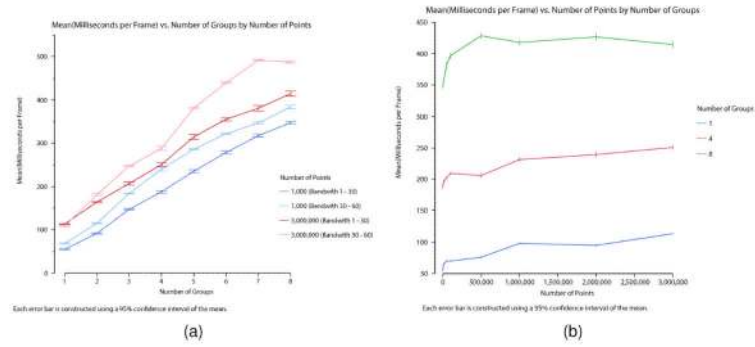 Mean(Milliseconds per Frame) vs. Number of Groups by Number of Points
Mean(Milliseconds per Frame)
500
400
300
200
100
0
1 2 3 4 5 6 7 8
Number of Groups
Number of Points
1,000 (Bandwith 1 - 30)
1,000 (Bandwith 30 - 60)
3,000,000 (Bandwith 1 - 30)
3,000,000 (Bandwith 30 - 60)
Each error bar is constructed using a 95% confidence interval of the mean.
(a)
Mean(Milliseconds per Frame) vs. Number of Points by Number of Groups
Mean(Milliseconds per Frame)
450
400
350
300
250
200
150
100
50
0 500,000 1,000,000 1,500,000 2,000,000 2,500,000 3,000,000
Number of Points
Number of Groups
4
8
Each error bar is constructed using a 95% confidence interval of the mean.
(b)